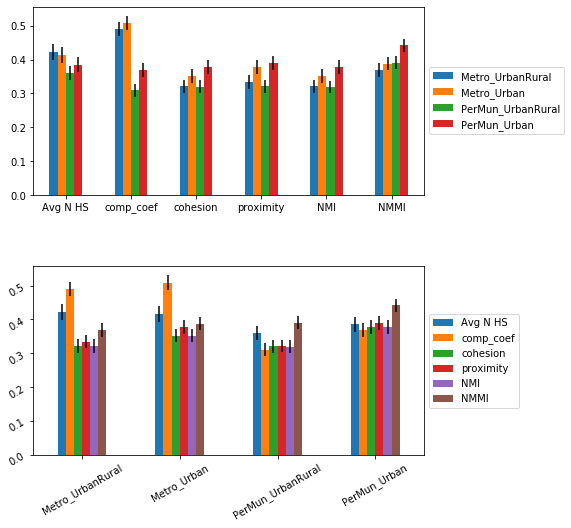 0.5
0.4
0.3
0.2
0.1
0.0
Avg N HS comp_coef cohesion proximity NMI NMMI
Metro_UrbanRural
Metro_Urban
PerMun_UrbanRural
PerMun_Urban
0.5
0.4
0.3
0.2
0.1
0.0
Metro_UrbanRural Metro_Urban PerMun_UrbanRural PerMun_Urban
Avg N HS
comp_coef
cohesion
proximity
NMI
NMMI